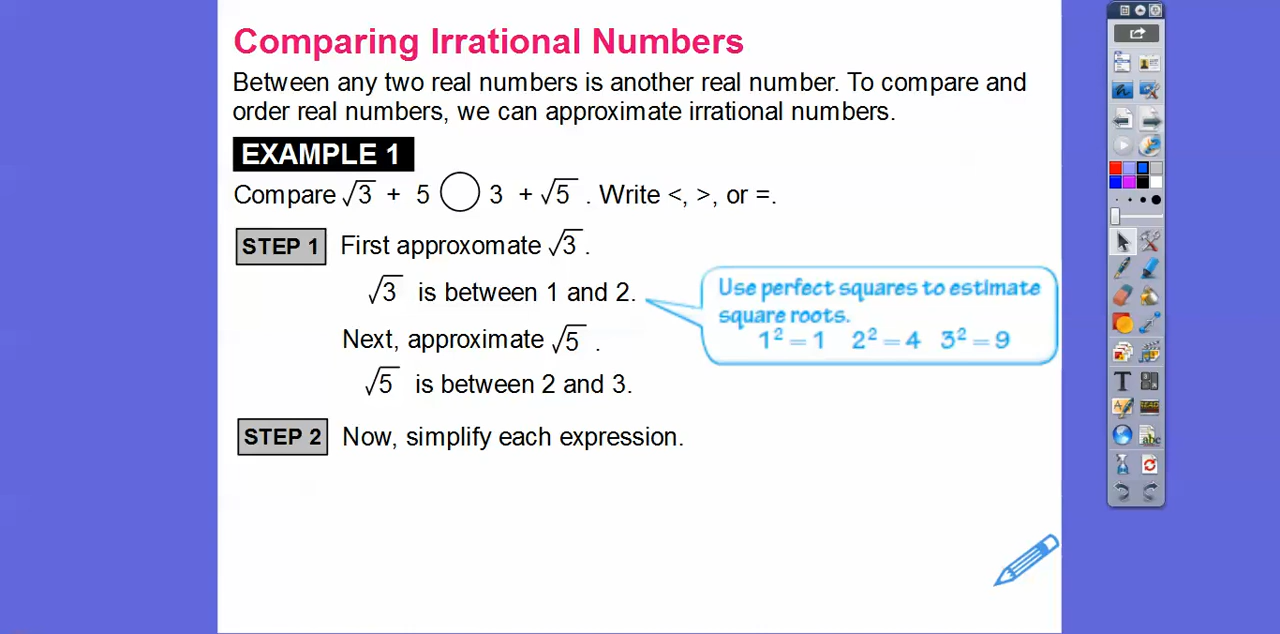 Comparing Irrational Numbers
Between any two real numbers is another real number. To compare and
order real numbers, we can approximate irrational numbers.
EXAMPLE 1
Compare √3 + 5 ◯ 3 + √5 . Write <, >, or =.
STEP 1 First approxomate √3.
√3 is between 1 and 2.
Use perfect squares to estimate
square roots.
1² = 1 2² = 4 3² = 9
Next, approximate √5 .
√5 is between 2 and 3.
STEP 2 Now, simplify each expression.